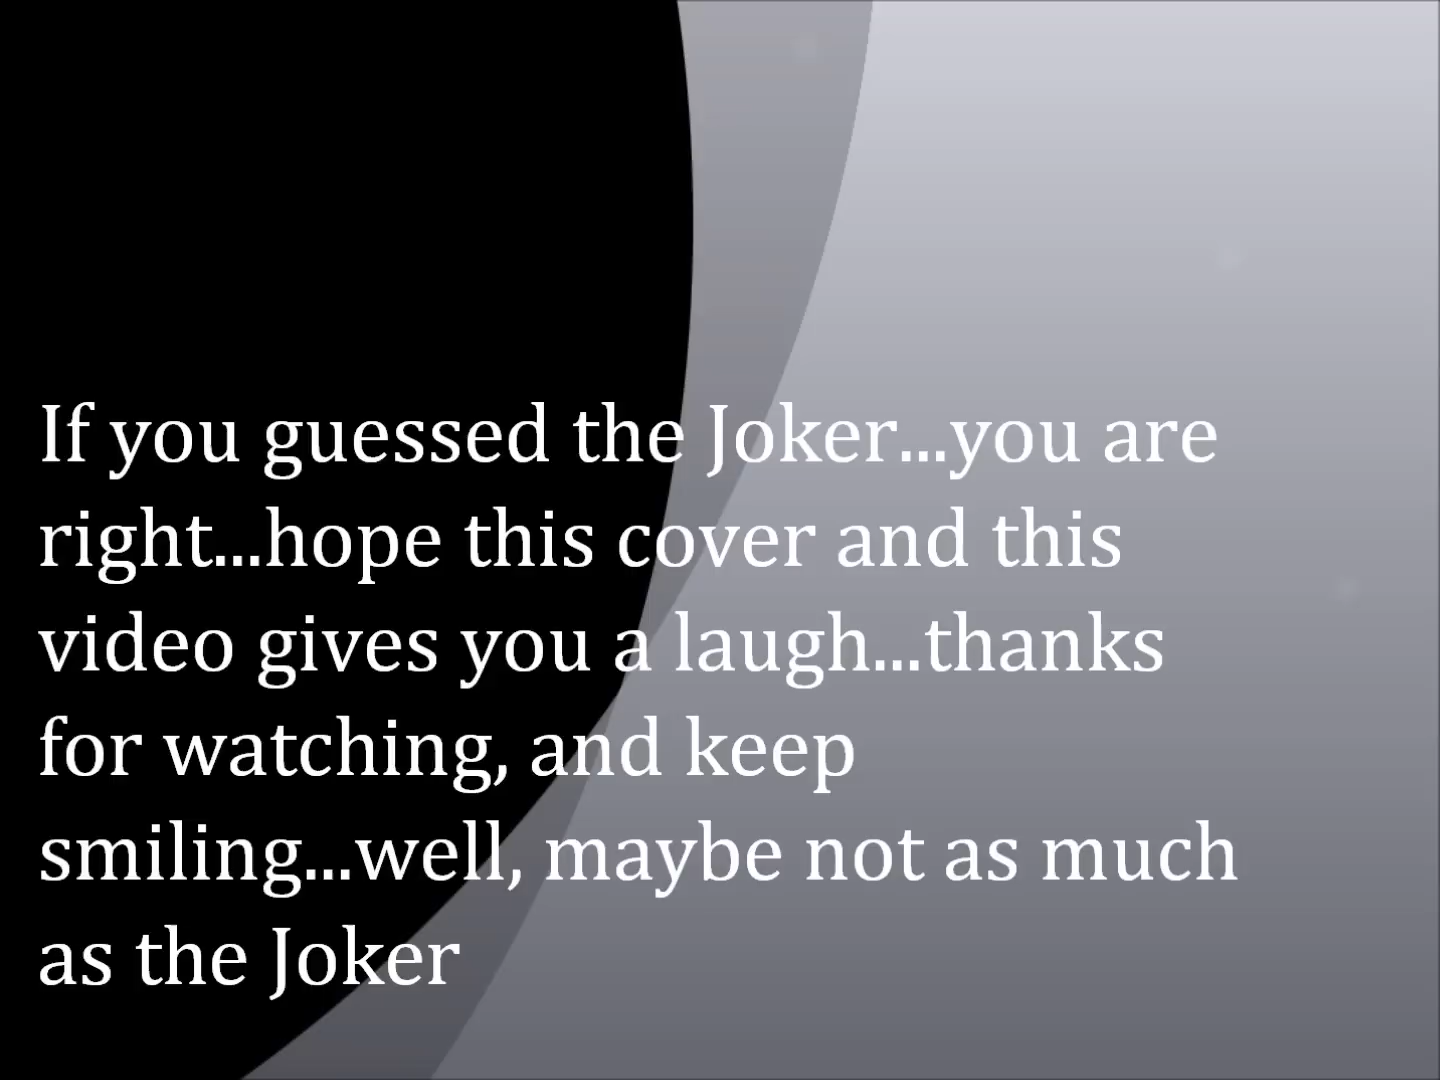 If you guessed the Joker...you are
right...hope this cover and this
video gives you a laugh...thanks
for watching, and keep
smiling...well, maybe not as much
as the Joker